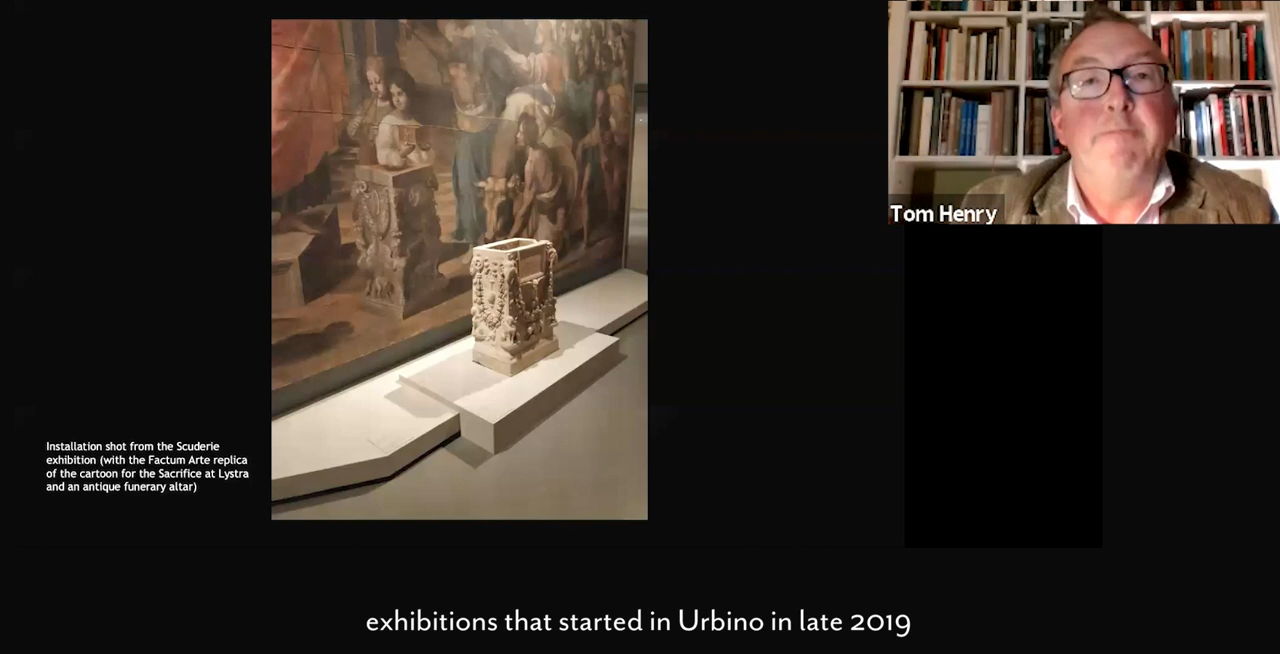 Tom Henry
Installation shot from the Scuderie
exhibition (with the Factum Arte replica
of the cartoon for the Sacrifice at Lystra
and an antique funerary altar)
exhibitions that started in Urbino in late 2019